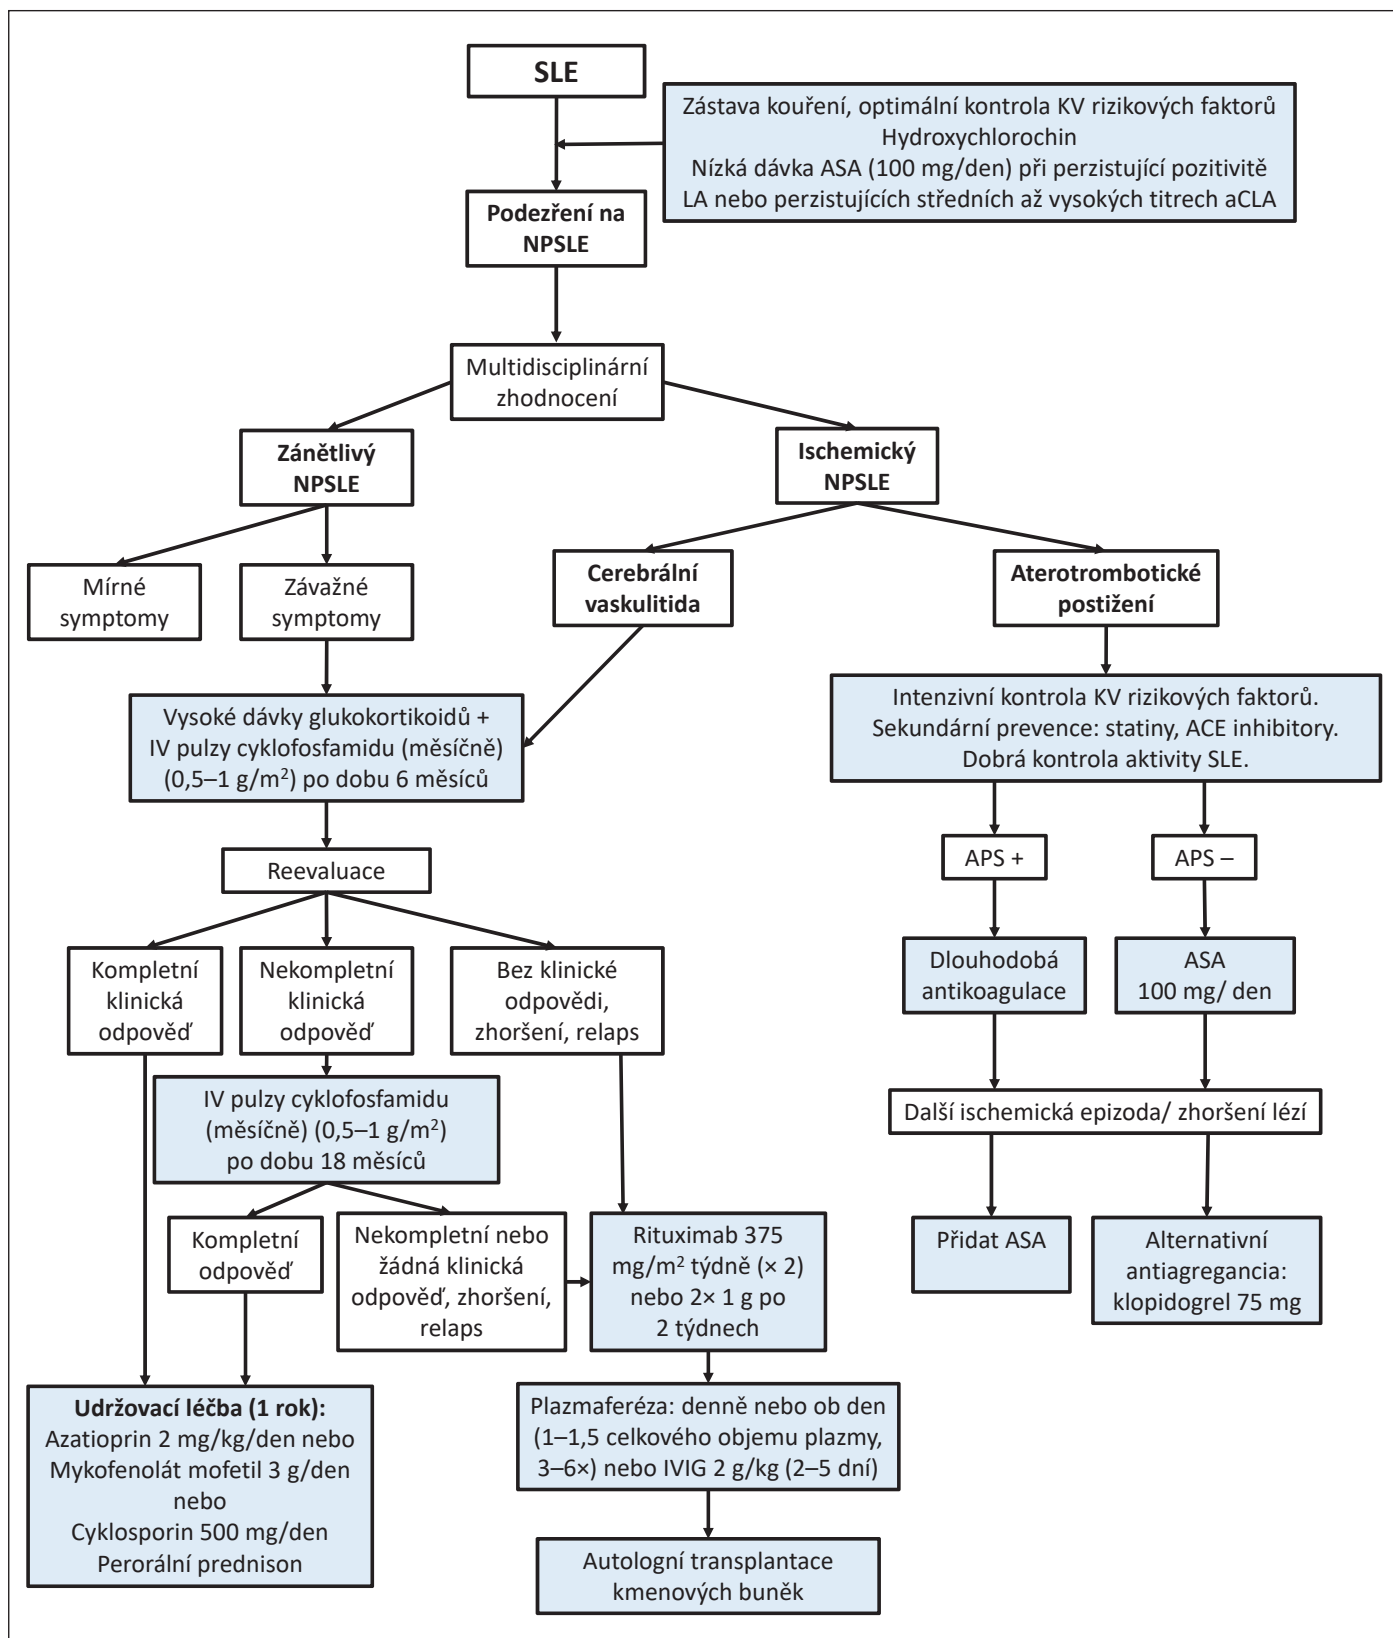 SLE
Zástava kouření, optimální kontrola KV rizikových faktorů
Hydroxychlorochin
Nízká dávka ASA (100 mg/den) při perzistující pozitivitě
LA nebo perzistujících středních až vysokých titrech aCLA
Podezření na
NPSLE
Multidisciplinární
zhodnocení
Zánětlivý
NPSLE
Ischemický
NPSLE
Mírné
symptomy
Závažné
symptomy
Cerebrální
vaskulitida
Aterotrombotické
postižení
Vysoké dávky glukokortikoidů +
IV pulzy cyklofosfamidu (měsíčně)
(0,5–1 g/m²) po dobu 6 měsíců
Intenzivní kontrola KV rizikových faktorů.
Sekundární prevence: statiny, ACE inhibitory.
Dobrá kontrola aktivity SLE.
Reevaluace
APS +
APS –
Kompletní
klinická
odpověď
Nekompletní
klinická
odpověď
Bez klinické
odpovědi,
zhoršení, relaps
Dlouhodobá
antikoagulace
ASA
100 mg/ den
IV pulzy cyklofosfamidu
(měsíčně) (0,5–1 g/m²)
po dobu 18 měsíců
Další ischemická epizoda/ zhoršení lézí
Kompletní
odpověď
Nekompletní nebo
žádná klinická
odpověď, zhoršení,
relaps
Rituximab 375
mg/m² týdně (× 2)
nebo 2× 1 g po
2 týdnech
Přidat ASA
Alternativní
antiagregancia:
klopidogrel 75 mg
Udržovací léčba (1 rok):
Azatioprin 2 mg/kg/den nebo
Mykofenolát mofetil 3 g/den
nebo
Cyklosporin 500 mg/den
Perorální prednison
Plazmaferéza: denně nebo ob den
(1–1,5 celkového objemu plazmy,
3–6×) nebo IVIG 2 g/kg (2–5 dní)
Autologní transplantace
kmenových buněk